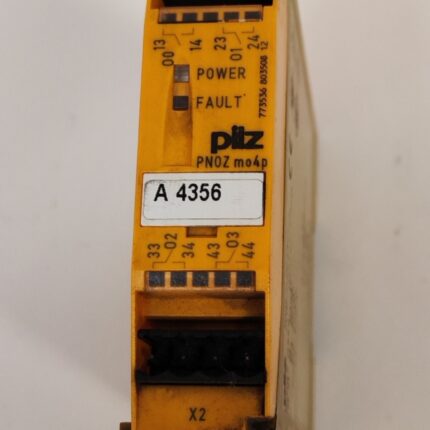 13 14 23 24
00 01
POWER
FAULT
773536 803508 12
pilz
PNOZ mo4p
A 4356
33 34 43 44
02 03
X2